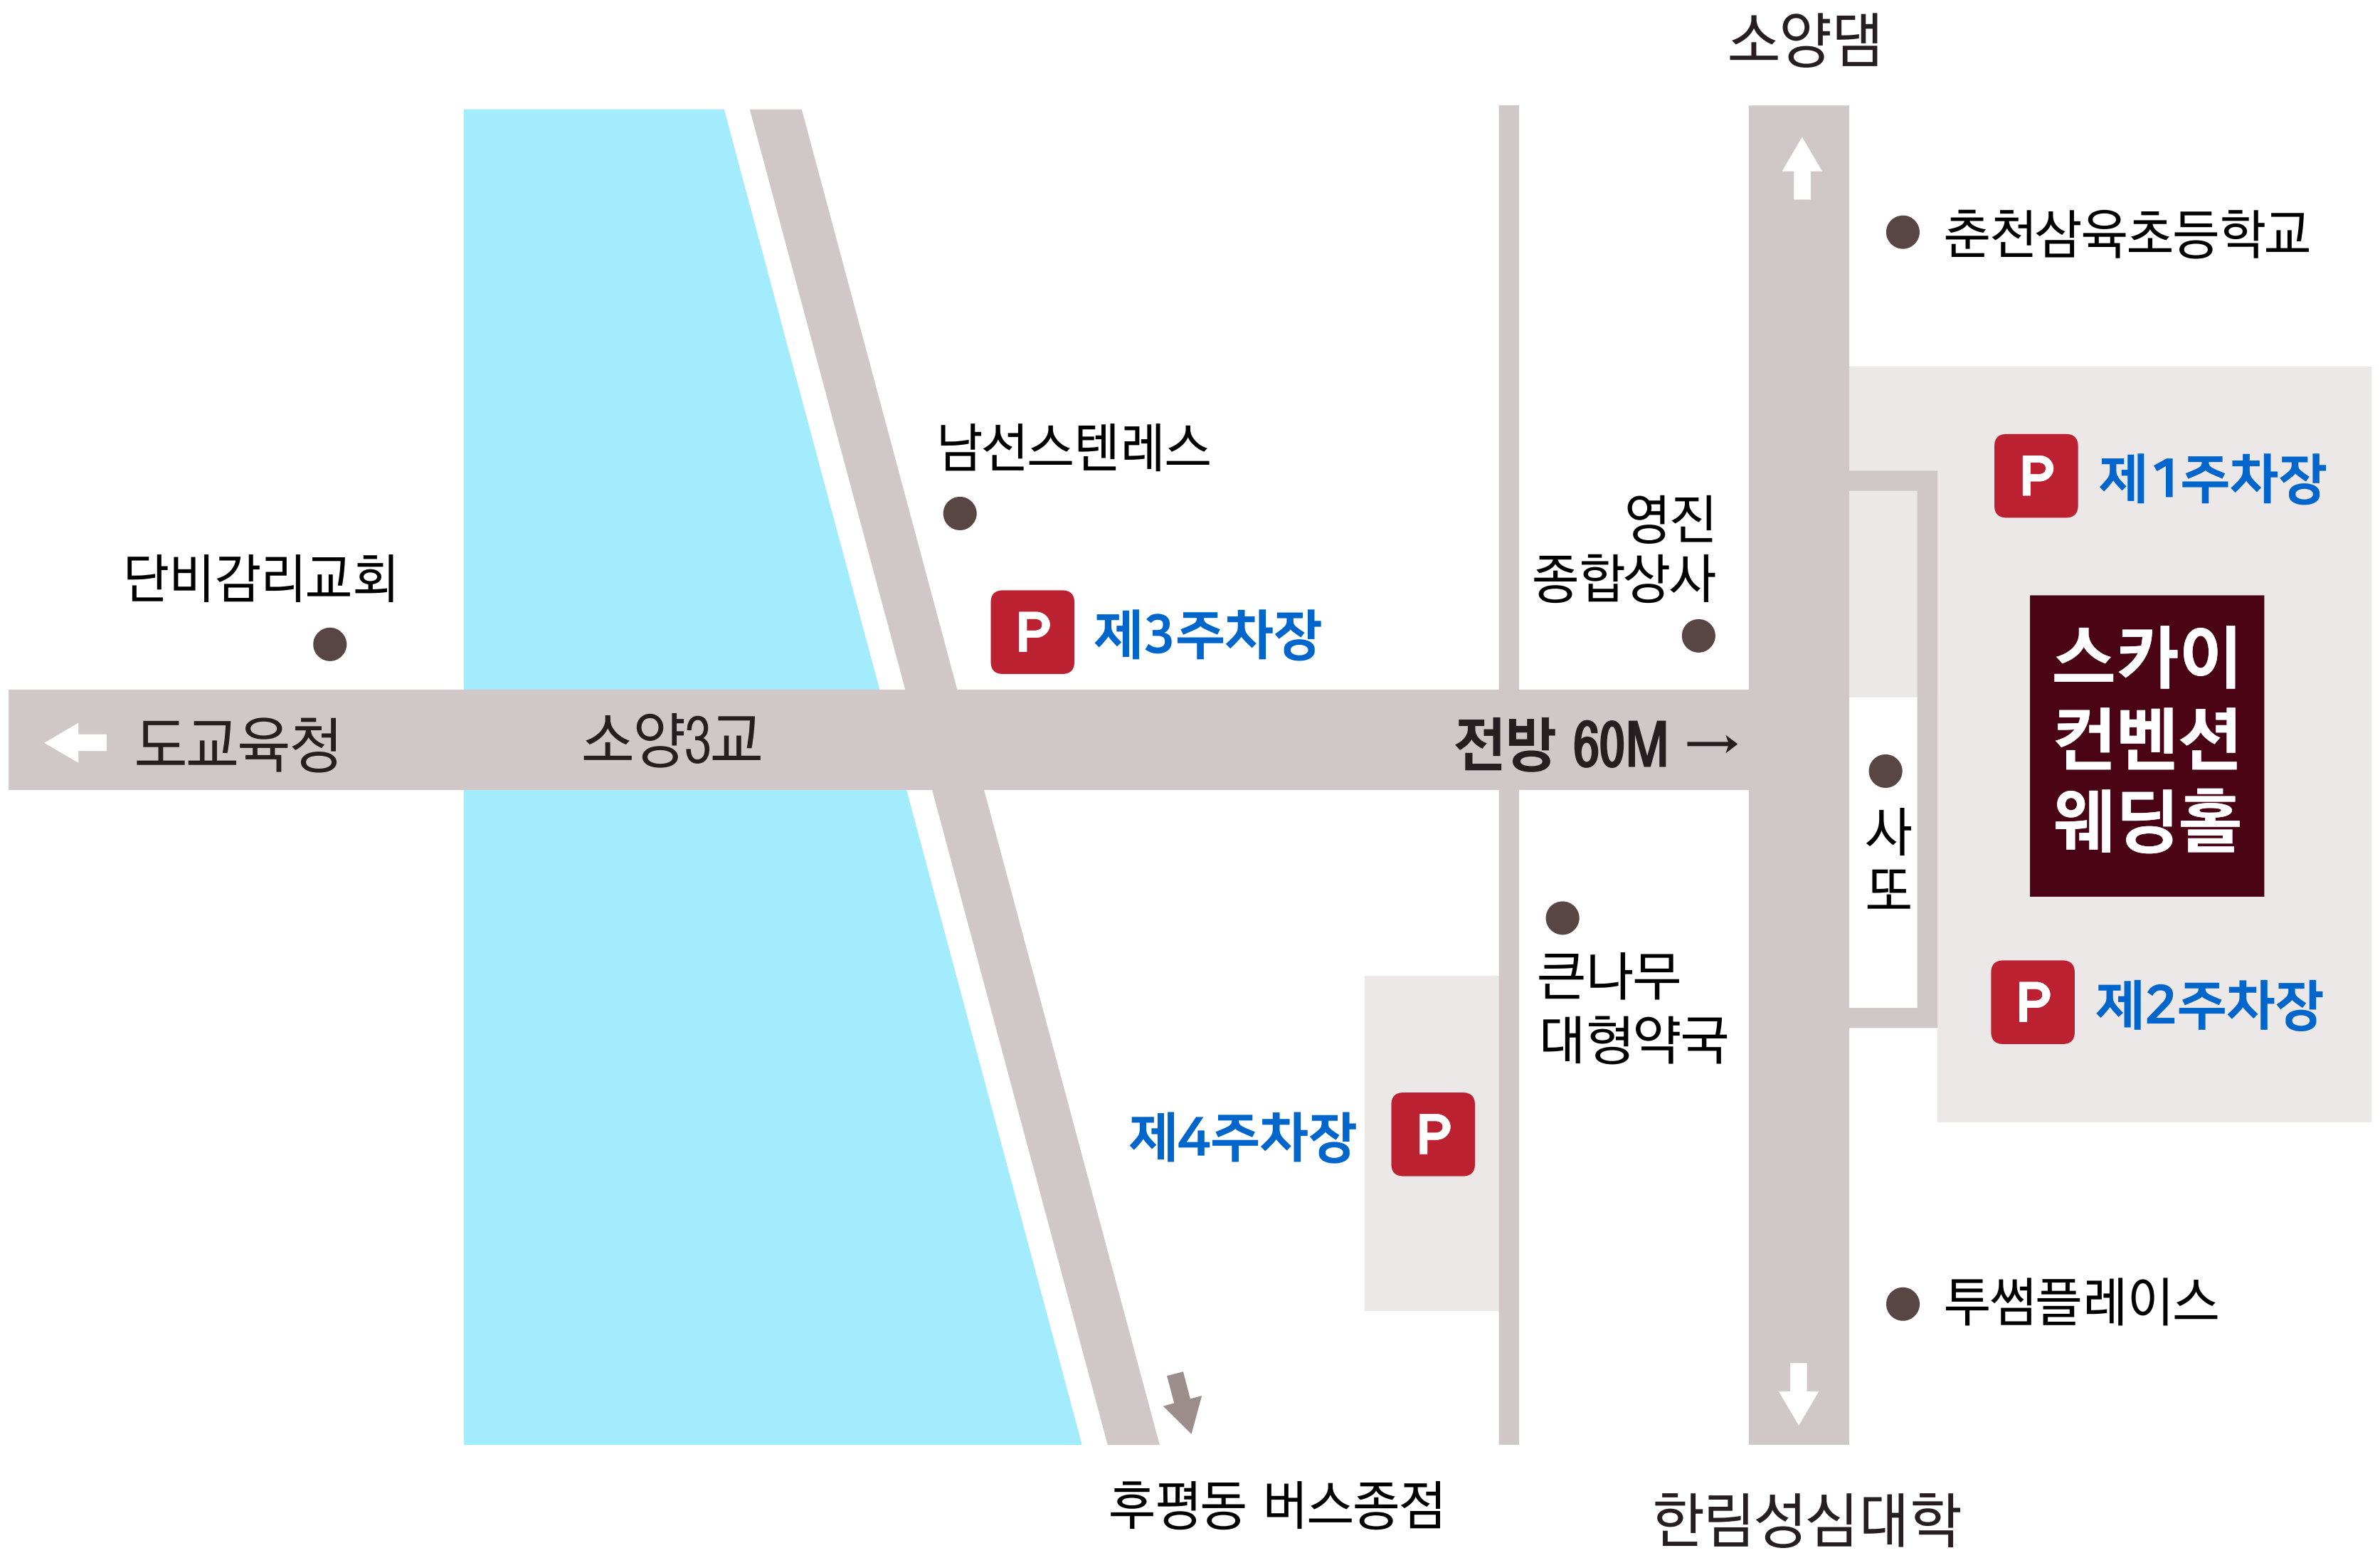 소양댐
춘천삼육초등학교
남선스텐레스
P 제1주차장
영진
종합상사
단비감리교회
P 제3주차장
스카이
컨벤션
웨딩홀
도교육청
소양3교
전방 60M →
사
또
큰나무
대형약국
P 제2주차장
제4주차장 P
투썸플레이스
후평동 버스종점
한림성심대학